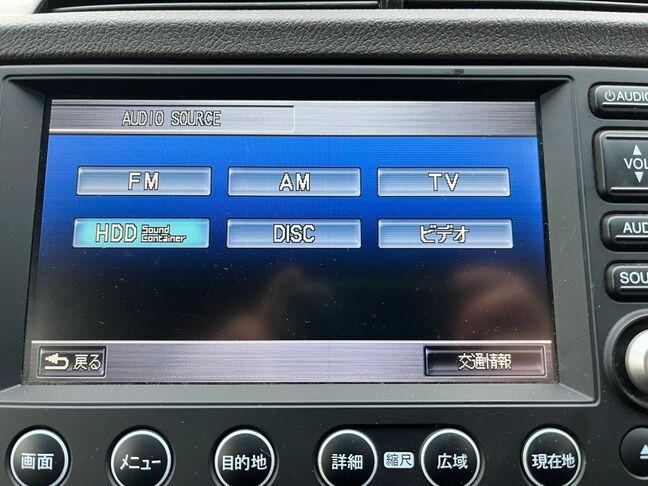 AUDIO SOURCE
FM AM TV
HDD Sound Container DISC ビデオ
戻る 交通情報
画面 メニュー 目的地 詳細 縮尺 広域 現在地
AUDIO
VOL
AUD
SOU